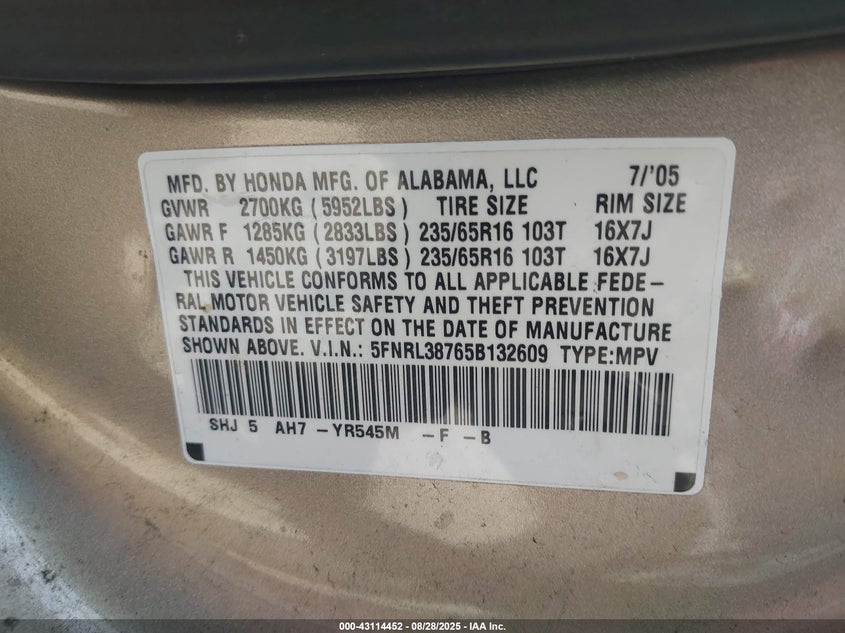 MFD. BY HONDA MFG. OF ALABAMA, LLC 7/'05
GVWR 2700KG (5952LBS) TIRE SIZE RIM SIZE
GAWR F 1285KG (2833LBS) 235/65R16 103T 16X7J
GAWR R 1450KG (3197LBS) 235/65R16 103T 16X7J
THIS VEHICLE CONFORMS TO ALL APPLICABLE FEDE-
RAL MOTOR VEHICLE SAFETY AND THEFT PREVENTION
STANDARDS IN EFFECT ON THE DATE OF MANUFACTURE
SHOWN ABOVE. V.I.N.: 5FNRL38765B132609 TYPE:MPV
SHJ 5 AH7 -YR545M -F -B
000-43114452 - 08/28/2025 - IAA Inc.